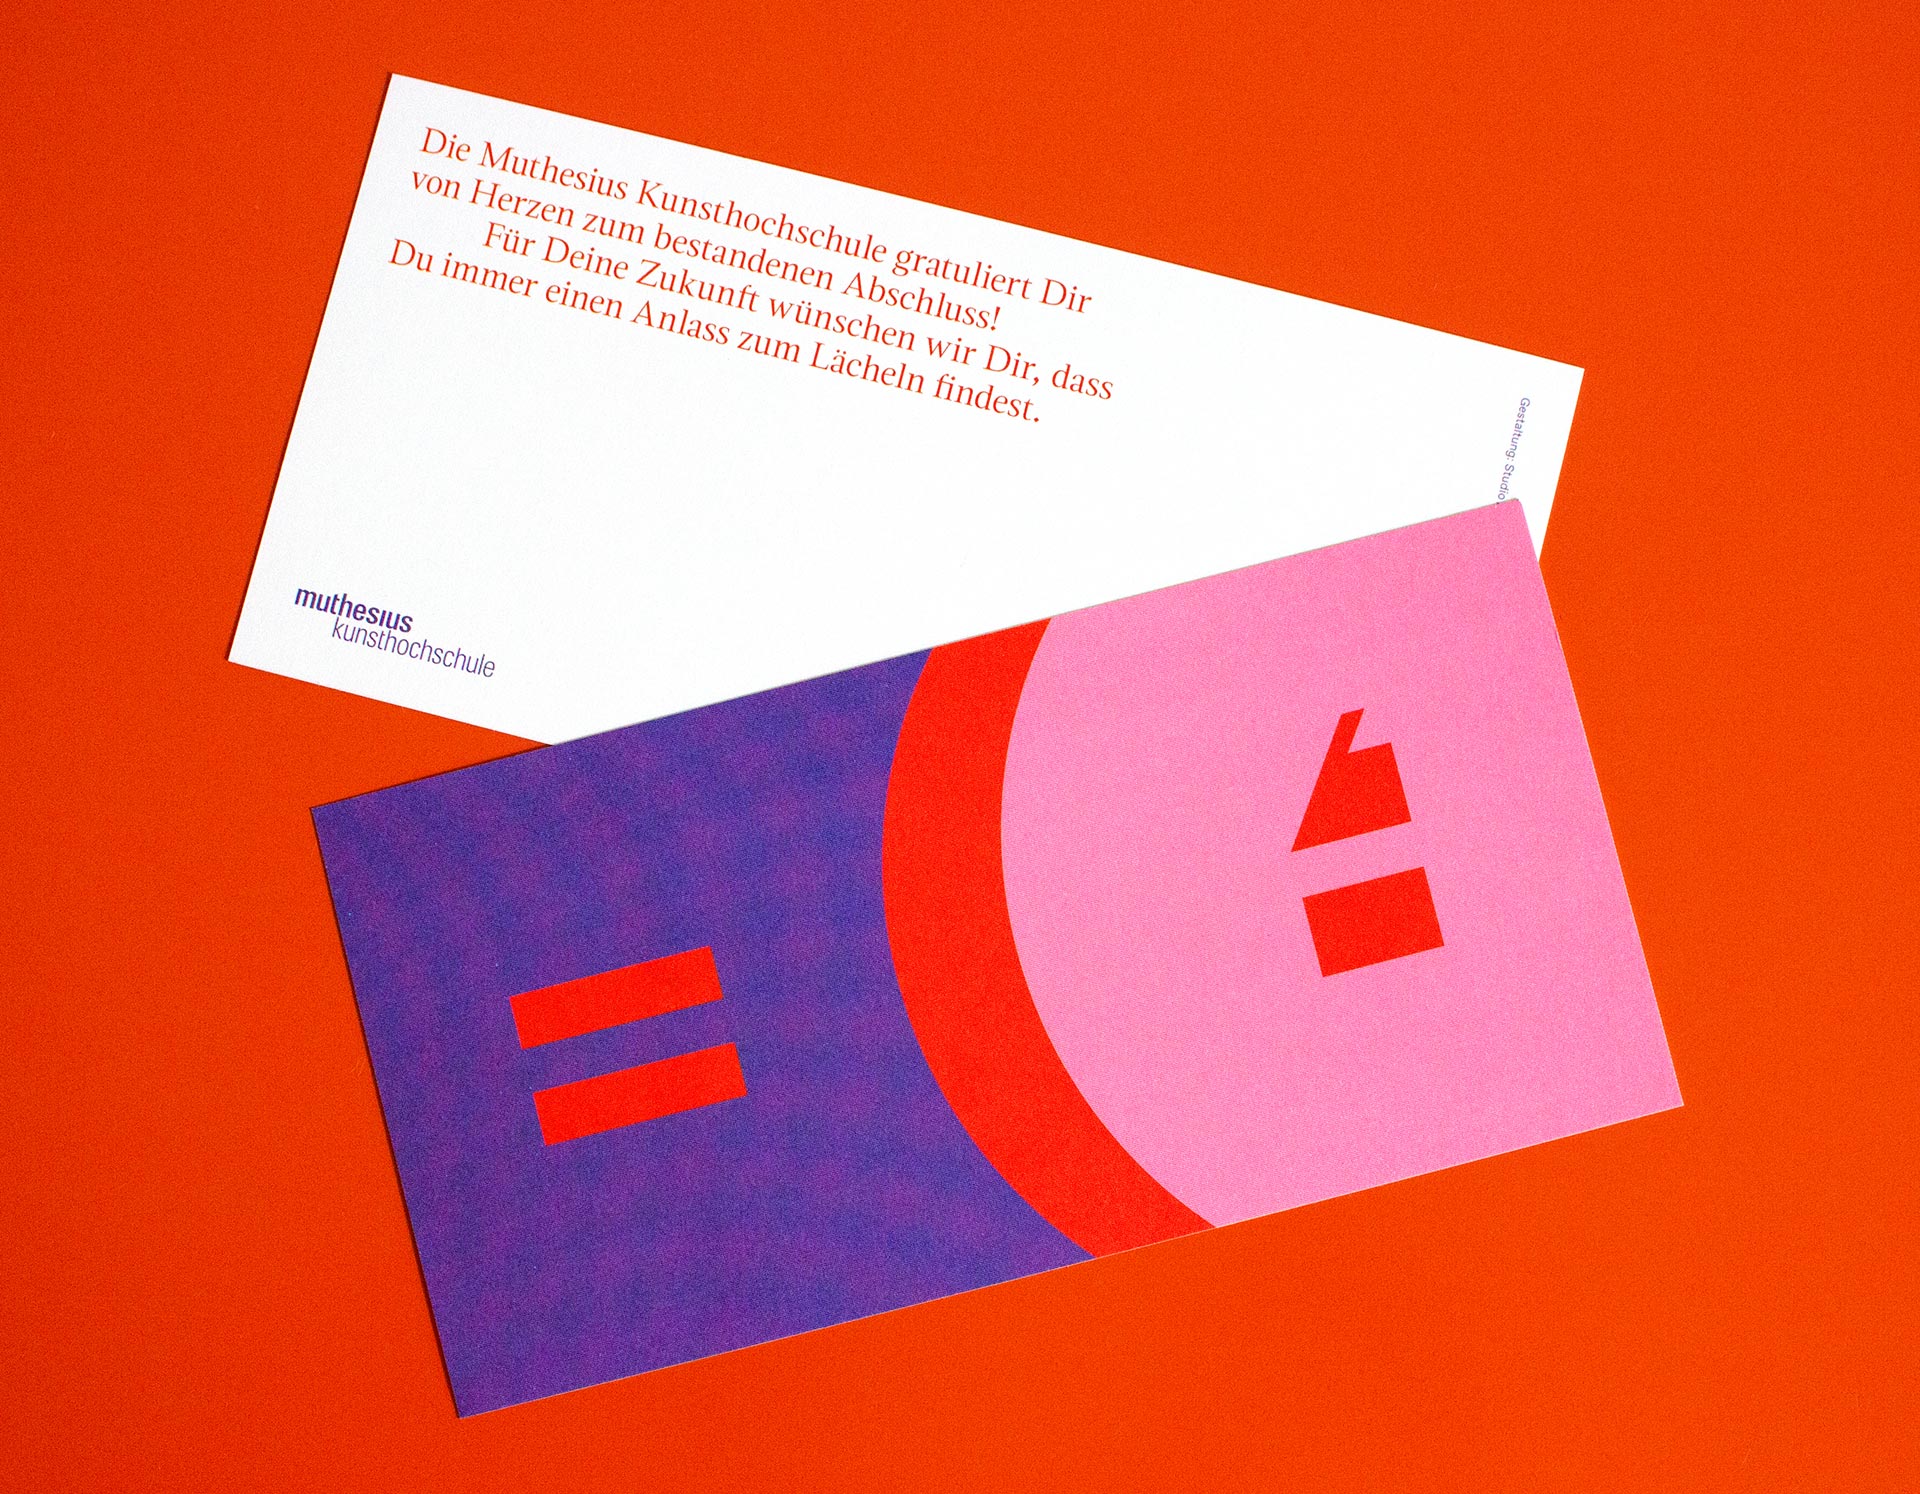 Die Muthesius Kunsthochschule gratuliert Dir
von Herzen zum bestandenen Abschluss!
Für Deine Zukunft wünschen wir Dir, dass
Du immer einen Anlass zum Lächeln findest.
Gestaltung: Studio
muthesius
kunsthochschule